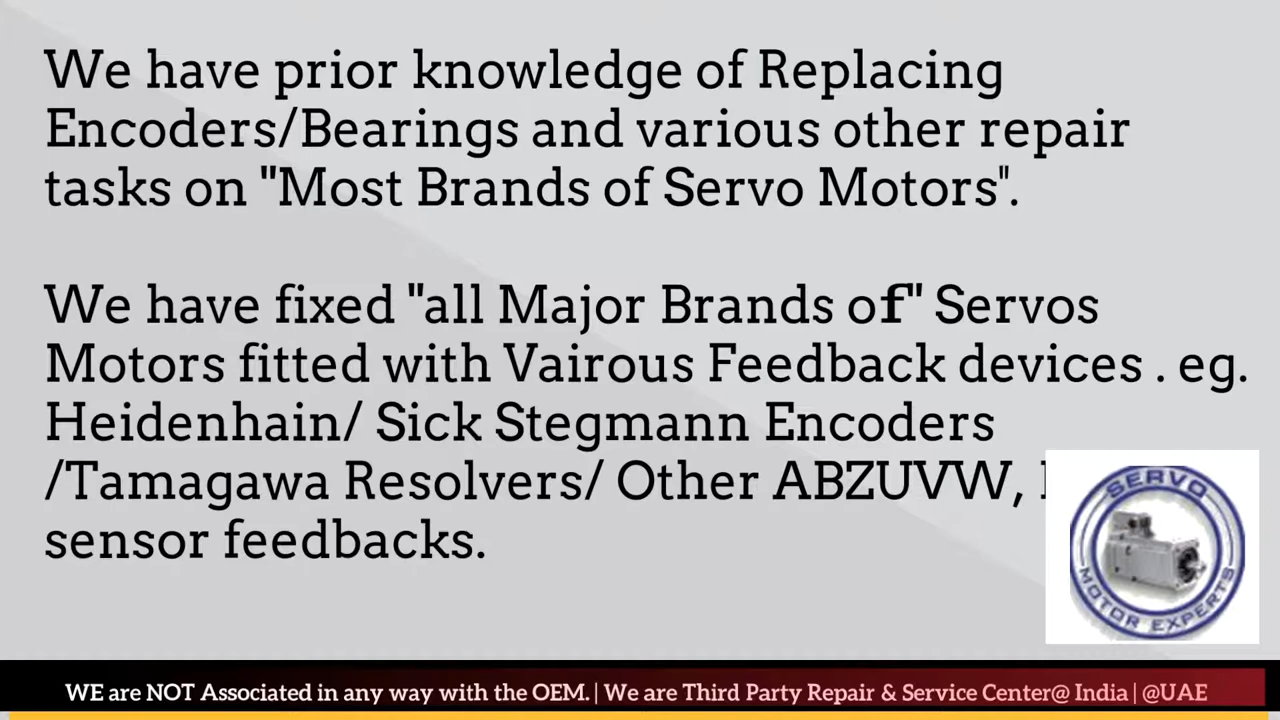 We have prior knowledge of Replacing
Encoders/Bearings and various other repair
tasks on "Most Brands of Servo Motors".
We have fixed "all Major Brands of" Servos
Motors fitted with Vairous Feedback devices . eg.
Heidenhain/ Sick Stegmann Encoders
/Tamagawa Resolvers/ Other ABZUVW,
sensor feedbacks.
SERVO
MOTOR EXPERTS
WE are NOT Associated in any way with the OEM. | We are Third Party Repair & Service Center@ India | @UAE